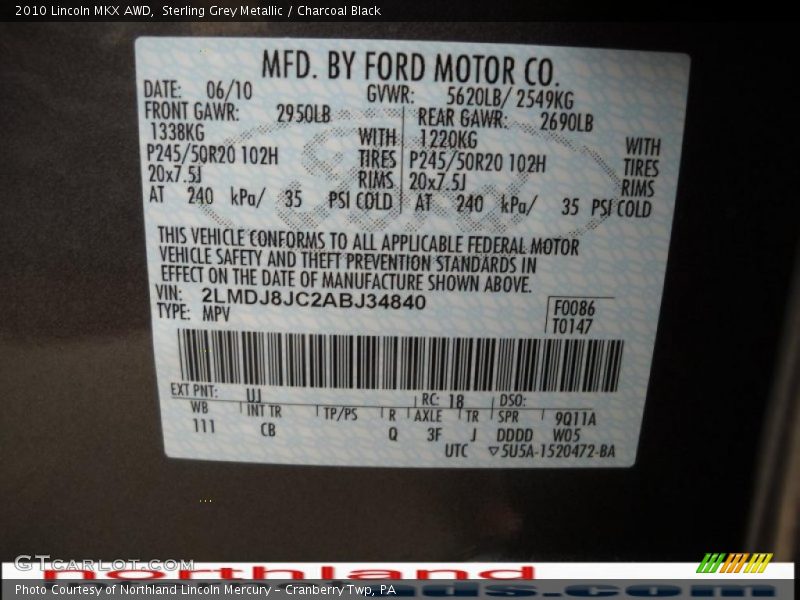 2010 Lincoln MKX AWD, Sterling Grey Metallic / Charcoal Black
MFD. BY FORD MOTOR CO.
DATE: 06/10 GVWR: 5620LB/ 2549KG
FRONT GAWR: 2950LB REAR GAWR: 2690LB
1338KG WITH 1220KG WITH
P245/50R20 102H TIRES P245/50R20 102H TIRES
20x7.5J RIMS 20x7.5J RIMS
AT 240 kPa/ 35 PSI COLD AT 240 kPa/ 35 PSI COLD
THIS VEHICLE CONFORMS TO ALL APPLICABLE FEDERAL MOTOR
VEHICLE SAFETY AND THEFT PREVENTION STANDARDS IN
EFFECT ON THE DATE OF MANUFACTURE SHOWN ABOVE.
VIN: 2LMDJ8JC2ABJ34840 F0086
TYPE: MPV T0147
EXT PNT: UJ RC: 18 DSO:
WB INT TR TP/PS R AXLE TR SPR 9Q11A
111 CB Q 3F J DDDD W05
UTC ▽5U5A-1520472-BA
GTcarlot.com
northland
Photo Courtesy of Northland Lincoln Mercury - Cranberry Twp, PA